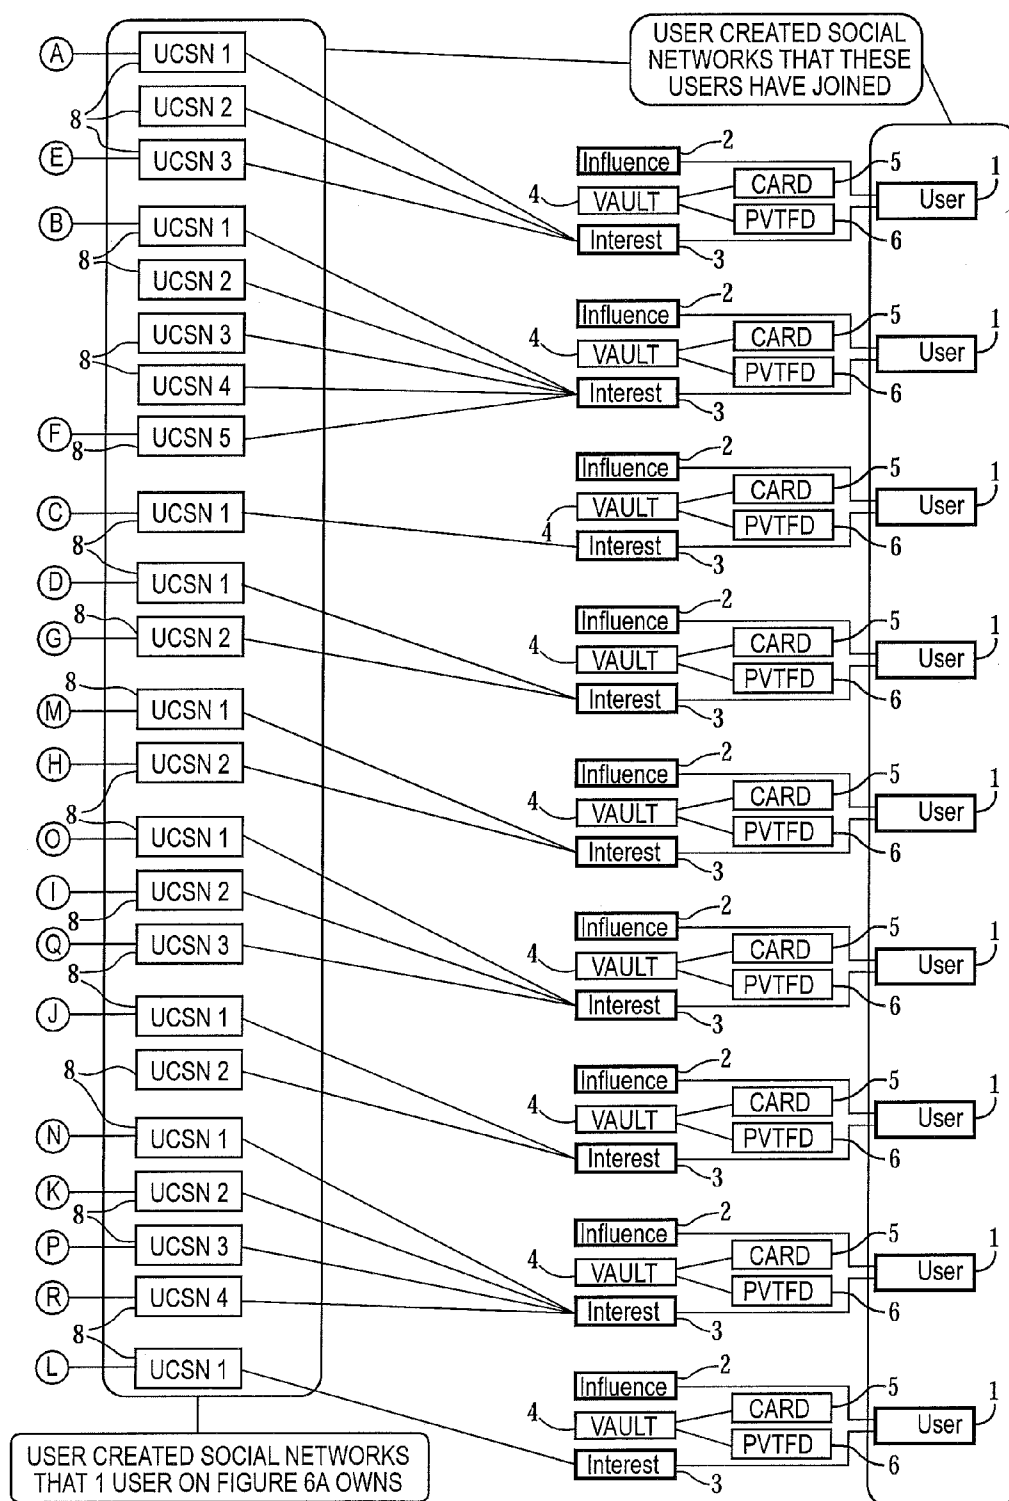 USER CREATED SOCIAL
NETWORKS THAT THESE
USERS HAVE JOINED
A
UCSN 1
8
UCSN 2
E
UCSN 3
B
UCSN 1
8
UCSN 2
UCSN 3
8
UCSN 4
F
8
UCSN 5
C
UCSN 1
8
D
UCSN 1
8
G
UCSN 2
8
M
UCSN 1
H
UCSN 2
8
O
UCSN 1
I
UCSN 2
8
Q
UCSN 3
8
J
UCSN 1
8
UCSN 2
N
UCSN 1
K
UCSN 2
8
P
UCSN 3
R
UCSN 4
8
L
UCSN 1
Influence
2
4
VAULT
CARD
5
PVTFD
6
Interest
3
User
1
Influence
2
4
VAULT
CARD
5
PVTFD
6
Interest
3
User
1
Influence
2
4
VAULT
CARD
5
PVTFD
6
Interest
3
User
1
Influence
2
4
VAULT
CARD
5
PVTFD
6
Interest
3
User
1
Influence
2
4
VAULT
CARD
5
PVTFD
6
Interest
3
User
1
Influence
2
4
VAULT
CARD
5
PVTFD
6
Interest
3
User
1
Influence
2
4
VAULT
CARD
5
PVTFD
6
Interest
3
User
1
Influence
2
4
VAULT
CARD
5
PVTFD
6
Interest
3
User
1
Influence
2
4
VAULT
CARD
5
PVTFD
6
Interest
3
User
1
USER CREATED SOCIAL NETWORKS
THAT 1 USER ON FIGURE 6A OWNS